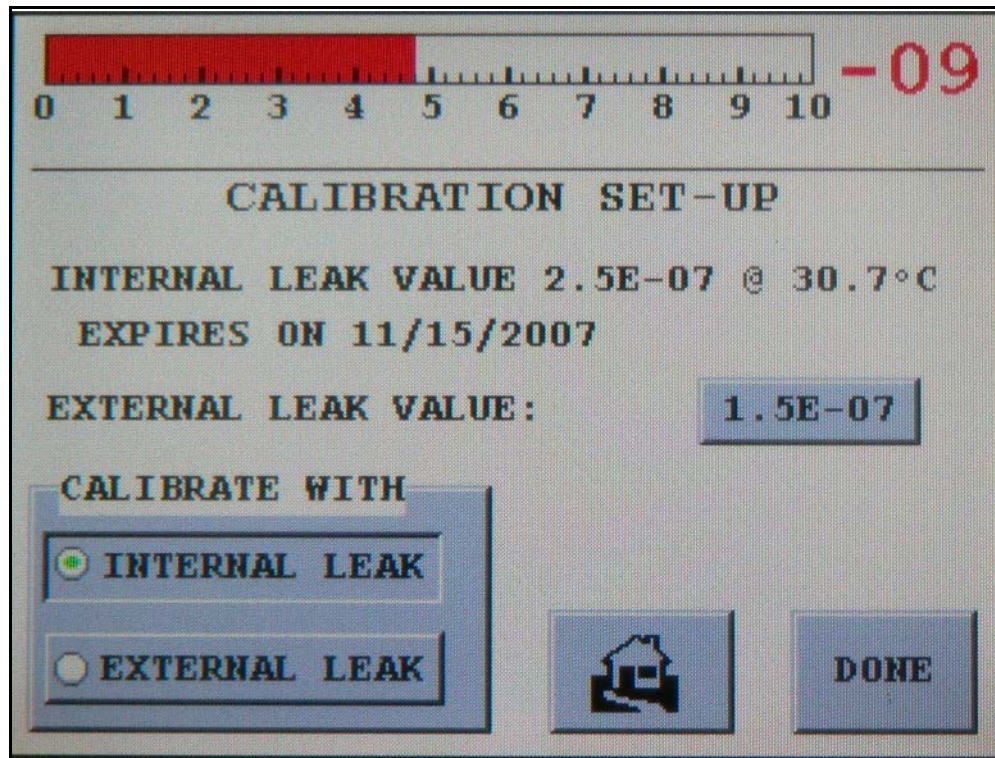 -09
0 1 2 3 4 5 6 7 8 9 10
CALIBRATION SET-UP
INTERNAL LEAK VALUE 2.5E-07 @ 30.7°C
EXPIRES ON 11/15/2007
EXTERNAL LEAK VALUE: 1.5E-07
CALIBRATE WITH
INTERNAL LEAK
EXTERNAL LEAK
DONE